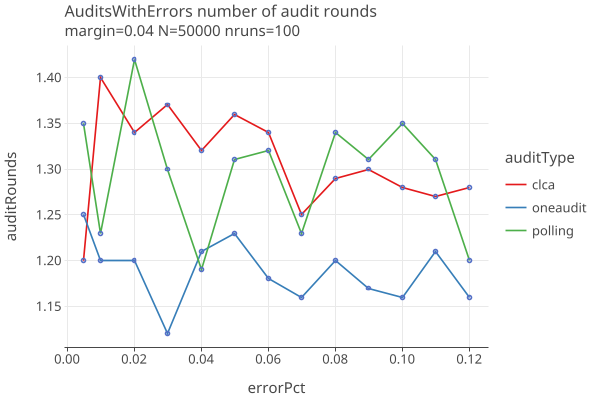 AuditsWithErrors number of audit rounds
margin=0.04 N=50000 nruns=100
auditRounds
1.40
1.35
1.30
1.25
1.20
1.15
0.00 0.02 0.04 0.06 0.08 0.10 0.12
errorPct
auditType
clca
oneaudit
polling